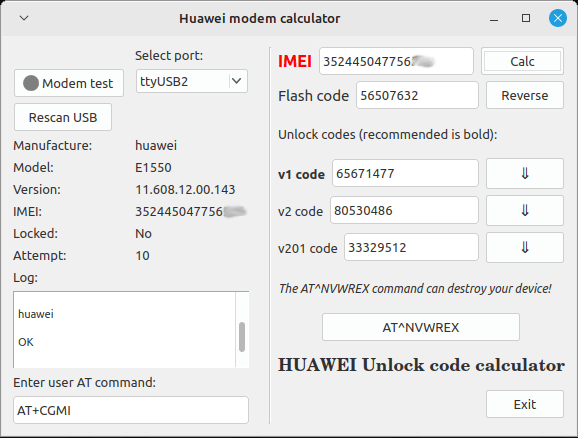 Huawei modem calculator
Select port:
Modem test
ttyUSB2
Rescan USB
Manufacture: huawei
Model: E1550
Version: 11.608.12.00.143
IMEI: 352445047756
Locked: No
Attempt: 10
Log:
huawei
OK
Enter user AT command:
AT+CGMI
IMEI 352445047756 Calc
Flash code 56507632 Reverse
Unlock codes (recommended is bold):
v1 code 65671477 ⇓
v2 code 80530486 ⇓
v201 code 33329512 ⇓
The AT^NVWREX command can destroy your device!
AT^NVWREX
HUAWEI Unlock code calculator
Exit